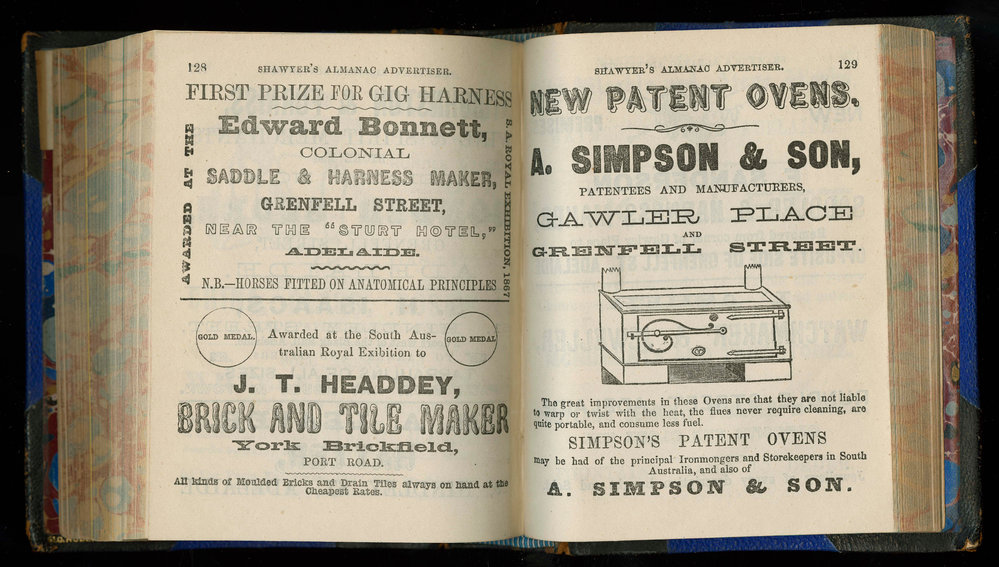 128
SHAWYER'S ALMANAC ADVERTISER.
FIRST PRIZE FOR GIG HARNESS
AWARDED AT THE
Edward Bonnett,
COLONIAL
SADDLE & HARNESS MAKER,
GRENFELL STREET,
NEAR THE "STURT HOTEL,"
ADELAIDE.
N.B.—HORSES FITTED ON ANATOMICAL PRINCIPLES
S. A. ROYAL EXHIBITION, 1867
GOLD MEDAL.
Awarded at the South Aus-
tralian Royal Exibition to
GOLD MEDAL
J. T. HEADDEY,
BRICK AND TILE MAKER
York Brickfield,
PORT ROAD.
All kinds of Moulded Bricks and Drain Tiles always on hand at the
Cheapest Rates.
SHAWYER'S ALMANAC ADVERTISER.
129
NEW PATENT OVENS.
A. SIMPSON & SON,
PATENTEES AND MANUFACTURERS,
GAWLER PLACE
AND
GRENFELL STREET.
The great improvements in these Ovens are that they are not liable
to warp or twist with the heat, the flues never require cleaning, are
quite portable, and consume less fuel.
SIMPSON'S PATENT OVENS
may be had of the principal Ironmongers and Storekeepers in South
Australia, and also of
A. SIMPSON & SON.